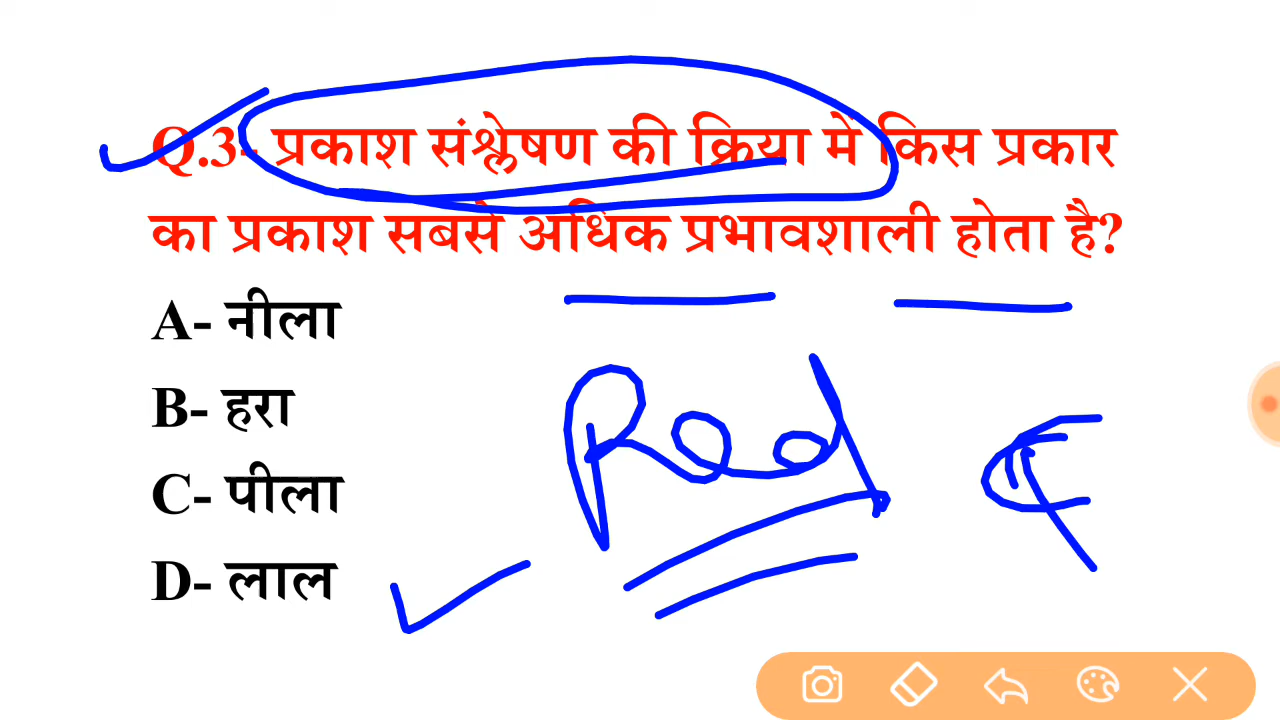 Q.3- प्रकाश संश्लेषण की क्रिया में किस प्रकार
का प्रकाश सबसे अधिक प्रभावशाली होता है?
A- नीला
B- हरा
C- पीला
D- लाल
Red